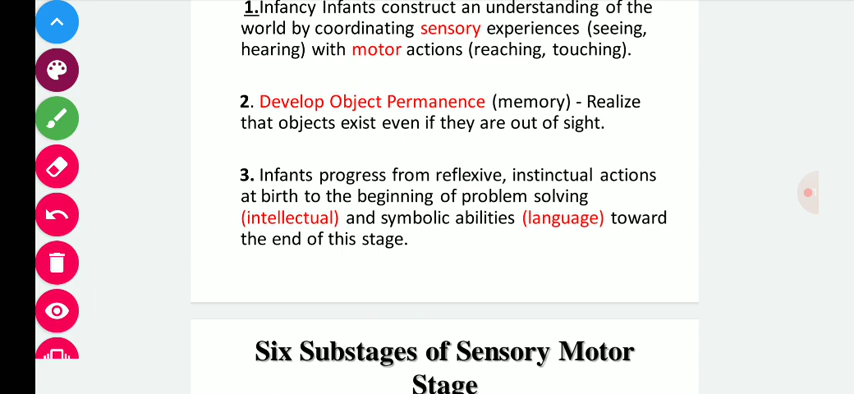 1.Infancy Infants construct an understanding of the
world by coordinating sensory experiences (seeing,
hearing) with motor actions (reaching, touching).
2. Develop Object Permanence (memory) - Realize
that objects exist even if they are out of sight.
3. Infants progress from reflexive, instinctual actions
at birth to the beginning of problem solving
(intellectual) and symbolic abilities (language) toward
the end of this stage.
Six Substages of Sensory Motor
Stage